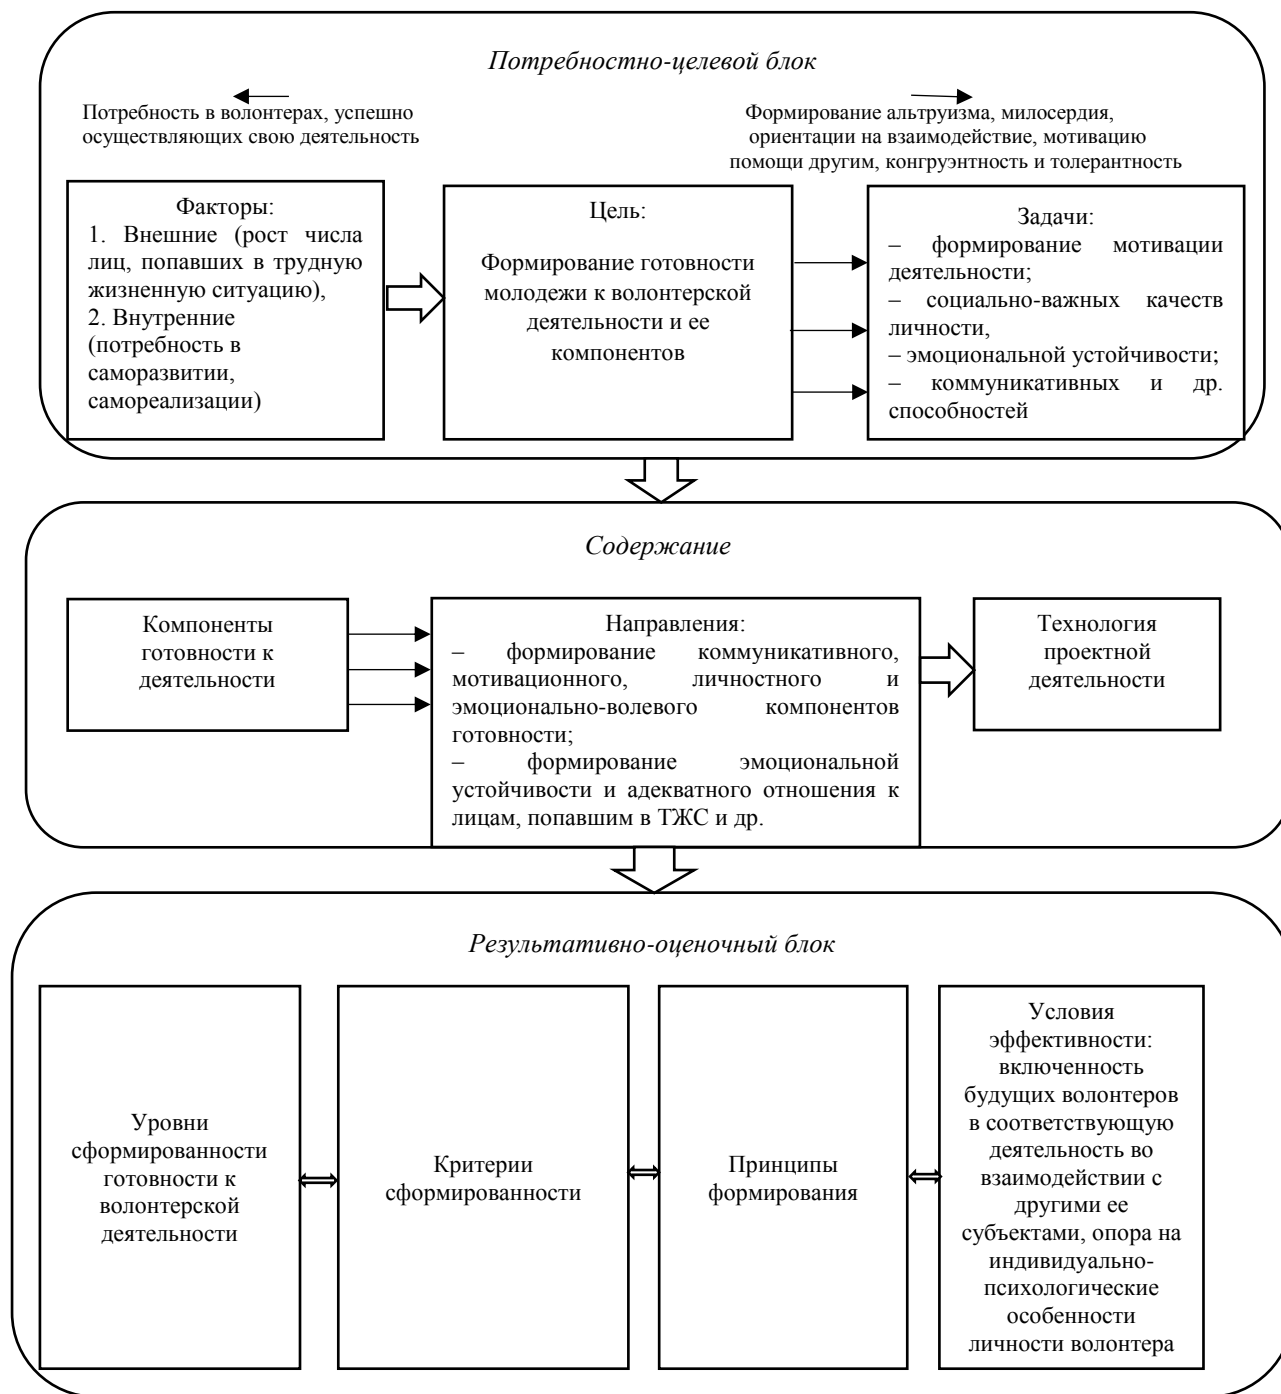 Потребностно-целевой блок
Потребность в волонтерах, успешно
осуществляющих свою деятельность
Формирование альтруизма, милосердия,
ориентации на взаимодействие, мотивацию
помощи другим, конгруэнтность и толерантность
Факторы:
1. Внешние (рост числа
лиц, попавших в трудную
жизненную ситуацию),
2. Внутренние
(потребность в
саморазвитии,
самореализации)
Цель:
Формирование готовности
молодежи к волонтерской
деятельности и ее
компонентов
Задачи:
– формирование мотивации
деятельности;
– социально-важных качеств
личности,
– эмоциональной устойчивости;
– коммуникативных и др.
способностей
Содержание
Компоненты
готовности к
деятельности
Направления:
– формирование коммуникативного,
мотивационного, личностного и
эмоционально-волевого компонентов
готовности;
– формирование эмоциональной
устойчивости и адекватного отношения к
лицам, попавшим в ТЖС и др.
Технология
проектной
деятельности
Результативно-оценочный блок
Уровни
сформированности
готовности к
волонтерской
деятельности
Критерии
сформированности
Принципы
формирования
Условия
эффективности:
включенность
будущих волонтеров
в соответствующую
деятельность во
взаимодействии с
другими ее
субъектами, опора на
индивидуально-
психологические
особенности
личности волонтера